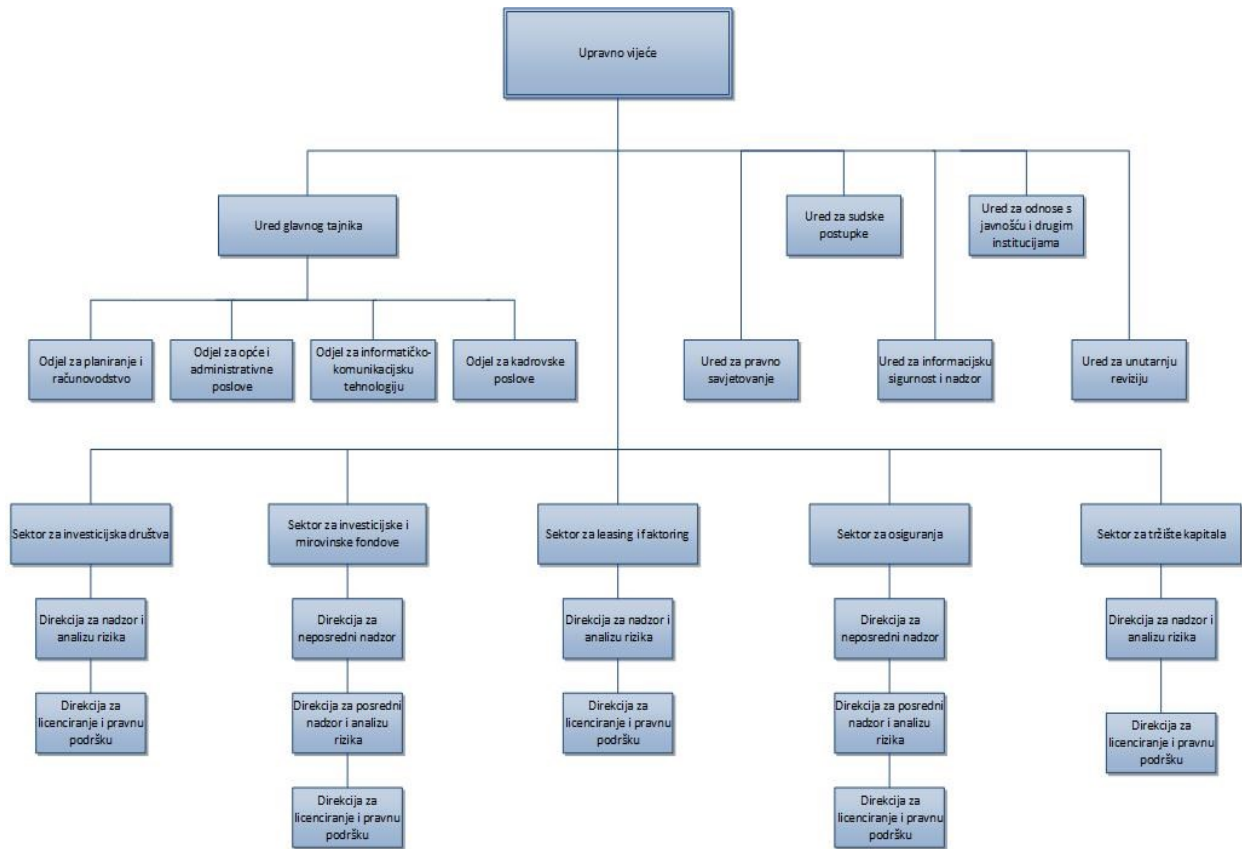 Upravno vijeće
Ured glavnog tajnika
Ured za sudske
postupke
Ured za odnose s
javnošću i drugim
institucijama
Odjel za planiranje i
računovodstvo
Odjel za opće i
administrativne
poslove
Odjel za informatičko-
komunikacijsku
tehnologiju
Odjel za kadrovske
poslove
Ured za pravno
savjetovanje
Ured za informacijsku
sigurnost i nadzor
Ured za unutarnju
reviziju
Sektor za investicijska društva
Sektor za investicijske i
mirovinske fondove
Sektor za leasing i faktoring
Sektor za osiguranja
Sektor za tržište kapitala
Direkcija za nadzor i
analizu rizika
Direkcija za
neposredni nadzor
Direkcija za nadzor i
analizu rizika
Direkcija za
neposredni nadzor
Direkcija za nadzor i
analizu rizika
Direkcija za
licenciranje i pravnu
podršku
Direkcija za posredni
nadzor i analizu
rizika
Direkcija za
licenciranje i pravnu
podršku
Direkcija za posredni
nadzor i analizu
rizika
Direkcija za
licenciranje i pravnu
podršku
Direkcija za
licenciranje i pravnu
podršku
Direkcija za
licenciranje i pravnu
podršku